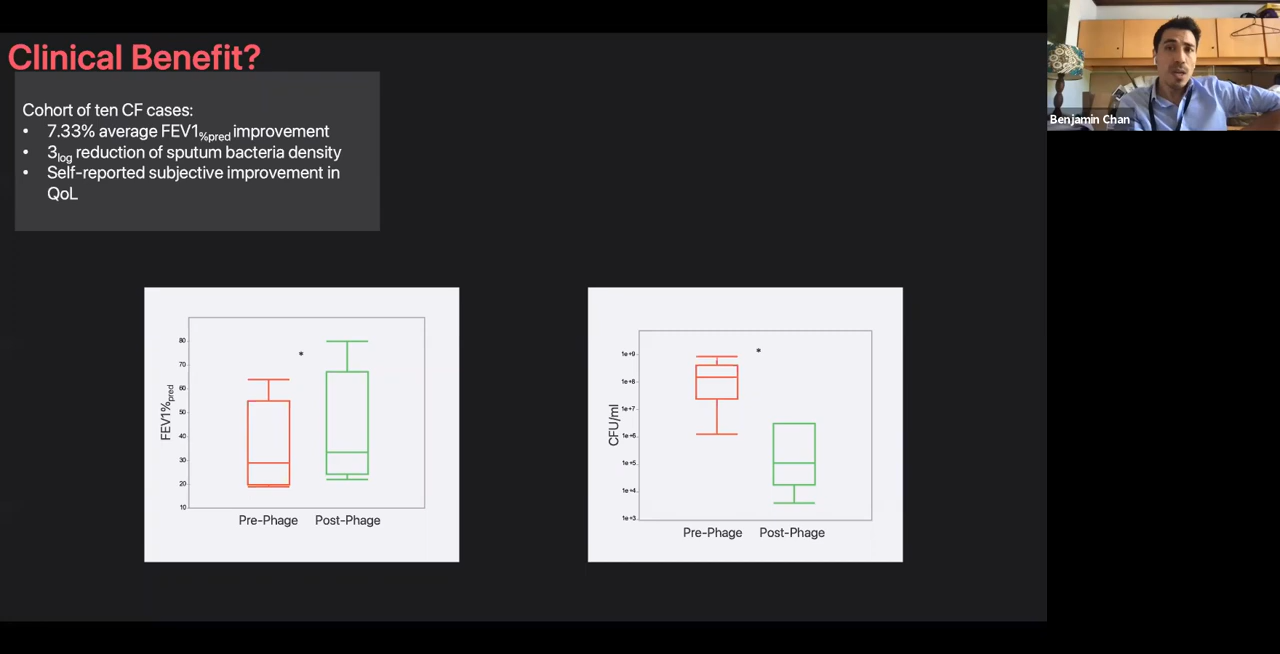 Clinical Benefit?
Cohort of ten CF cases:
• 7.33% average FEV1%pred improvement
• 3log reduction of sputum bacteria density
• Self-reported subjective improvement in
QoL
Benjamin Chan
FEV1%pred
80
70
60
50
40
30
20
10
*
Pre-Phage Post-Phage
CFU/ml
1e+9
1e+8
1e+7
1e+6
1e+5
1e+4
1e+3
*
Pre-Phage Post-Phage